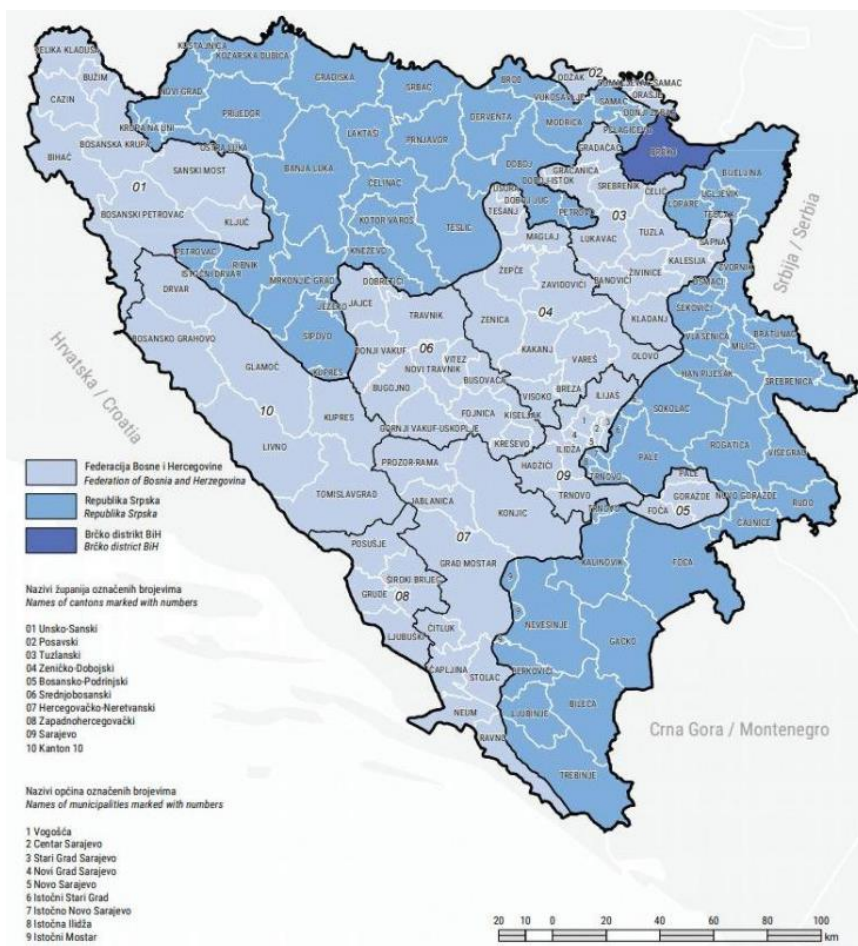 VELIKA KLADUŠA
BUŽIM
CAZIN
BIHAĆ
BOSANSKA KRUPA
KRUPA NA UNI
OŠTRA LUKA
SANSKI MOST
01
BOSANSKI PETROVAC
KLJUČ
KOSTAJNICA
KOZARSKA DUBICA
NOVI GRAD
PRIJEDOR
GRADIŠKA
SRBAC
LAKTAŠI
PRNJAVOR
BANJA LUKA
ČELINAC
KOTOR VAROŠ
KNEŽEVO
DERVENTA
BROD
VUKOSAVLJE
MODRIČA
DOBOJ
TESLIĆ
ODŽAK
02
DOMALJEVAC-ŠAMAC
ŠAMAC
ORAŠJE
DONJI ŽABAR
PELAGIĆEVO
BRČKO
GRADAČAC
GRAČANICA
DOBOJ-ISTOK
DOBOJ JUG
USORA
TEŠANJ
PETROVO
SREBRENIK
ČELIĆ
03
LUKAVAC
TUZLA
LOPARE
UGLJEVIK
BIJELJINA
TEOČAK
SAPNA
KALESIJA
ZVORNIK
BANOVIĆI
ŽIVINICE
OSMACI
KLADANJ
ŠEKOVIĆI
VLASENICA
MILIĆI
BRATUNAC
SREBRENICA
HAN PIJESAK
Srbija / Serbia
MAGLAJ
ŽEPČE
ZAVIDOVIĆI
04
ZENICA
KAKANJ
VAREŠ
OLOVO
BREZA
VISOKO
PETROVAC
ISTOČNI DRVAR
RIBNIK
MRKONJIĆ GRAD
JEZERO
ŠIPOVO
KUPRES
DRVAR
BOSANSKO GRAHOVO
GLAMOČ
10
KUPRES
LIVNO
TOMISLAVGRAD
Hrvatska / Croatia
DOBRETIĆI
JAJCE
TRAVNIK
DONJI VAKUF
06
VITEZ
NOVI TRAVNIK
BUSOVAČA
BUGOJNO
FOJNICA
KISELJAK
GORNJI VAKUF-USKOPLJE
KREŠEVO
ILIJAŠ
1
2
3
4
5
6
7
8
ILIDŽA
HADŽIĆI
09
TRNOVO
TRNOVO
TRNOVO
SOKOLAC
PALE
ROGATICA
VIŠEGRAD
PALE
GORAŽDE
FOČA
05
NOVO GORAŽDE
RUDO
ČAJNIČE
PROZOR-RAMA
JABLANICA
KONJIC
07
GRAD MOSTAR
9
POSUŠJE
ŠIROKI BRIJEG
GRUDE
08
LJUBUŠKI
ČITLUK
ČAPLJINA
STOLAC
NEUM
RAVNO
KALINOVIK
FOČA
NEVESINJE
GACKO
BERKOVIĆI
LJUBINJE
BILEĆA
TREBINJE
Crna Gora / Montenegro
Federacija Bosne i Hercegovine
Federation of Bosnia and Herzegovina
Republika Srpska
Republika Srpska
Brčko distrikt BiH
Brčko district BiH
Nazivi županija označenih brojevima
Names of cantons marked with numbers
01 Unsko-Sanski
02 Posavski
03 Tuzlanski
04 Zeničko-Dobojski
05 Bosansko-Podrinjski
06 Srednjobosanski
07 Hercegovačko-Neretvanski
08 Zapadnohercegovački
09 Sarajevo
10 Kanton 10
Nazivi općina označenih brojevima
Names of municipalities marked with numbers
1 Vogošća
2 Centar Sarajevo
3 Stari Grad Sarajevo
4 Novi Grad Sarajevo
5 Novo Sarajevo
6 Istočni Stari Grad
7 Istočno Novo Sarajevo
8 Istočna Ilidža
9 Istočni Mostar
20 10 0 20 40 60 80 100
km